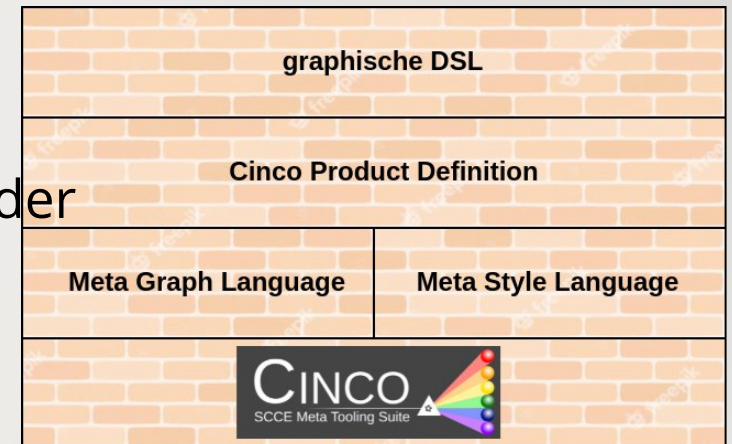 graphische DSL
Cinco Product Definition
der
Meta Graph Language
Meta Style Language
CINCO
SCCE Meta Tooling Suite